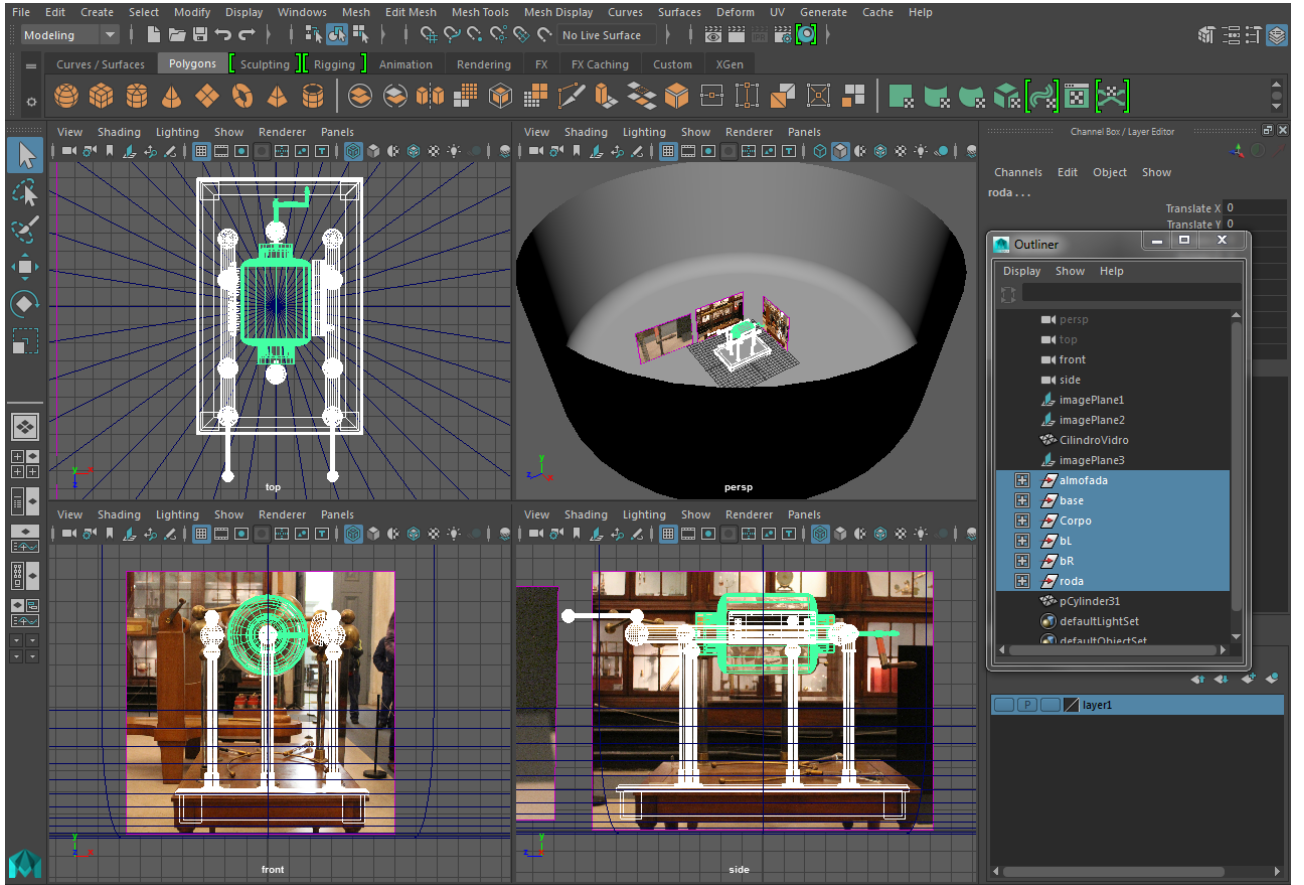 File Edit Create Select Modify Display Windows Mesh Edit Mesh Mesh Tools Mesh Display Curves Surfaces Deform UV Generate Cache Help
Modeling No Live Surface
Curves / Surfaces Polygons Sculpting Rigging Animation Rendering FX FX Caching Custom XGen
View Shading Lighting Show Renderer Panels
View Shading Lighting Show Renderer Panels
Channel Box / Layer Editor
Channels Edit Object Show
roda . . .
Translate X 0
Translate Y 0
Outliner
Display Show Help
persp
top
front
side
imagePlane1
imagePlane2
CilindroVidro
imagePlane3
almofada
base
Corpo
bL
bR
roda
pCylinder31
defaultLightSet
defaultObjectSet
top
persp
View Shading Lighting Show Renderer Panels
View Shading Lighting Show Renderer Panels
P layer1
front
side